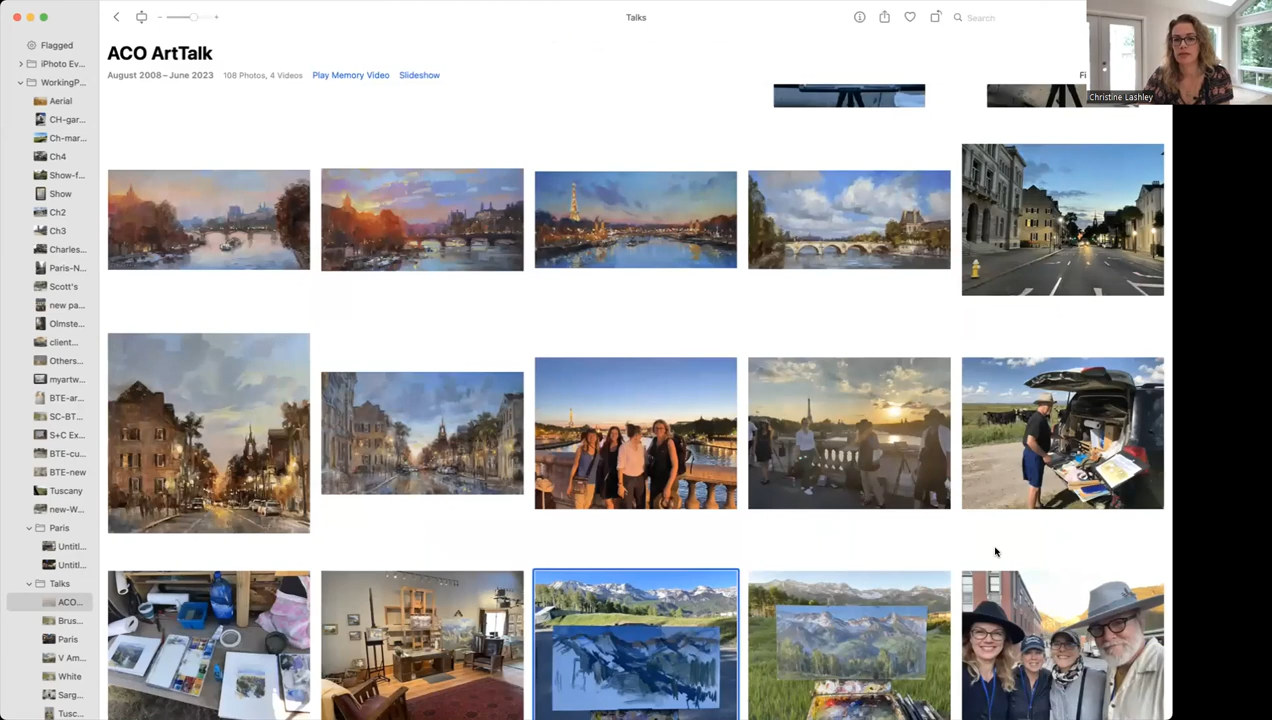 Talks
Search
ACO ArtTalk
August 2008–June 2023
108 Photos, 4 Videos
Play Memory Video
Slideshow
Fi
Christine Lashley
Flagged
iPhoto Ev...
WorkingP...
Aerial
CH-gar...
Ch-mar...
Ch4
Show-f...
Show
Ch2
Ch3
Charles...
Paris-N...
Scott's
new pa...
Olmste...
client...
Others...
myartw...
BTE-ar...
SC-BT...
S+C Ex...
BTE-cu...
BTE-new
Tuscany
new-W...
Paris
Untitl...
Untitl...
Talks
ACO...
Brus...
Paris
V Am...
White
Sarg...
Tusc...